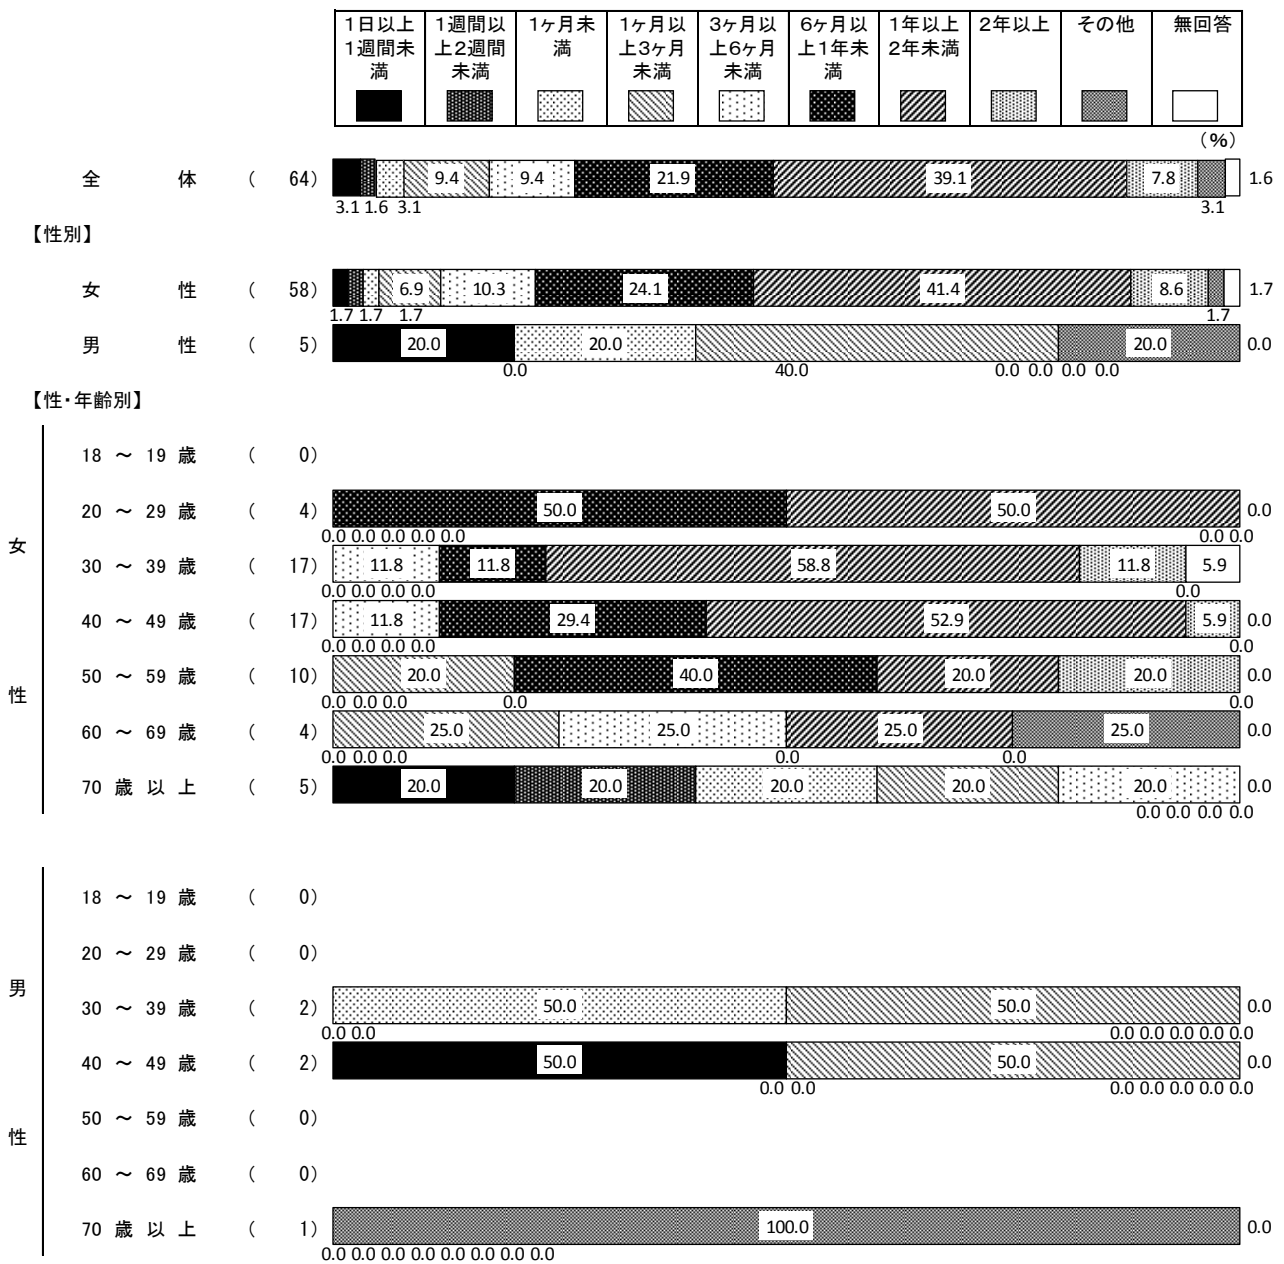 1日以上1週間未満 1週間以上2週間未満 1ヶ月未満 1ヶ月以上3ヶ月未満 3ヶ月以上6ヶ月未満 6ヶ月以上1年未満 1年以上2年未満 2年以上 その他 無回答
(%)
全 体 ( 64) 9.4 9.4 21.9 39.1 7.8 1.6
3.1 1.6 3.1 3.1
【性別】
女 性 ( 58) 6.9 10.3 24.1 41.4 8.6 1.7
1.7 1.7 1.7 1.7
男 性 ( 5) 20.0 20.0 20.0 0.0
0.0 40.0 0.0 0.0 0.0 0.0
【性・年齢別】
女性
18 ～ 19 歳 ( 0)
20 ～ 29 歳 ( 4) 50.0 50.0 0.0
0.0 0.0 0.0 0.0 0.0 0.0 0.0
30 ～ 39 歳 ( 17) 11.8 11.8 58.8 11.8 5.9
0.0 0.0 0.0 0.0 0.0
40 ～ 49 歳 ( 17) 11.8 29.4 52.9 5.9 0.0
0.0 0.0 0.0 0.0 0.0
50 ～ 59 歳 ( 10) 20.0 40.0 20.0 20.0 0.0
0.0 0.0 0.0 0.0 0.0
60 ～ 69 歳 ( 4) 25.0 25.0 25.0 25.0 0.0
0.0 0.0 0.0 0.0 0.0
70 歳 以 上 ( 5) 20.0 20.0 20.0 20.0 20.0 0.0
0.0 0.0 0.0 0.0
男性
18 ～ 19 歳 ( 0)
20 ～ 29 歳 ( 0)
30 ～ 39 歳 ( 2) 50.0 50.0 0.0
0.0 0.0 0.0 0.0 0.0 0.0 0.0
40 ～ 49 歳 ( 2) 50.0 50.0 0.0
0.0 0.0 0.0 0.0 0.0 0.0 0.0
50 ～ 59 歳 ( 0)
60 ～ 69 歳 ( 0)
70 歳 以 上 ( 1) 100.0 0.0
0.0 0.0 0.0 0.0 0.0 0.0 0.0 0.0